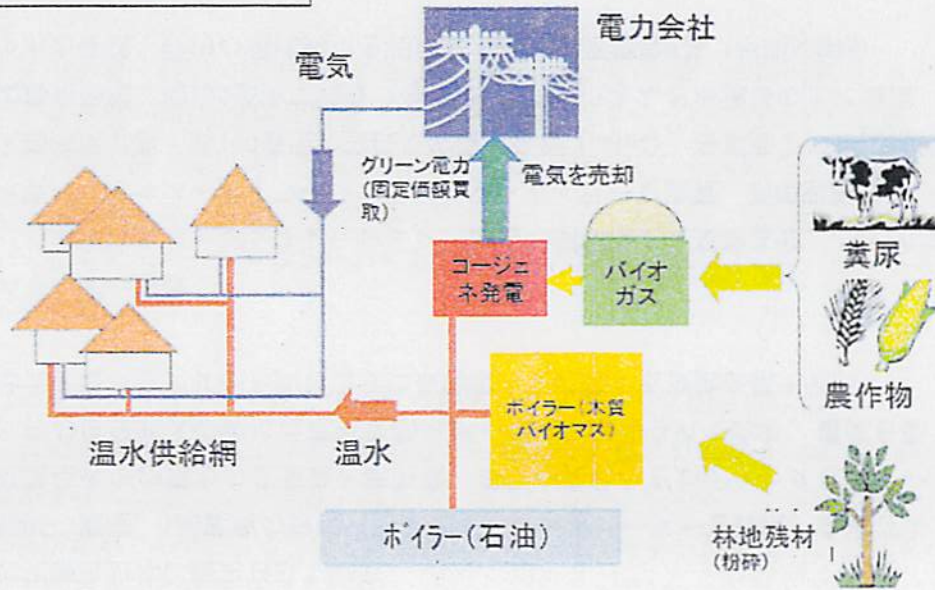 電力会社
電気
グリーン電力
(固定価額買
取)
電気を売却
コージェ
ネ発電
バイオ
ガス
糞尿
農作物
ボイラー(木質
バイオマス)
温水供給網
温水
ボイラー(石油)
林地残材
(粉砕)